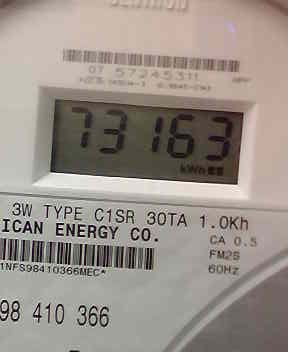 CENTRON
07 57245311
73163
kWh
3W TYPE C1SR 30TA 1.0Kh
ICAN ENERGY CO.
CA 0.5
FM2S
60Hz
1NFS98410366MEC*
98 410 366